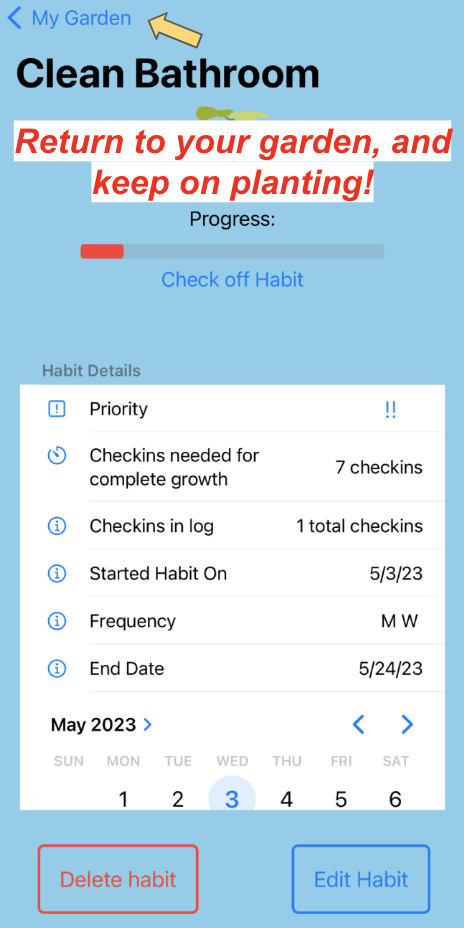 My Garden
Clean Bathroom
Return to your garden, and
keep on planting!
Progress:
Check off Habit
Habit Details
Priority !!
Checkins needed for
complete growth 7 checkins
Checkins in log 1 total checkins
Started Habit On 5/3/23
Frequency M W
End Date 5/24/23
May 2023
SUN MON TUE WED THU FRI SAT
1 2 3 4 5 6
Delete habit Edit Habit